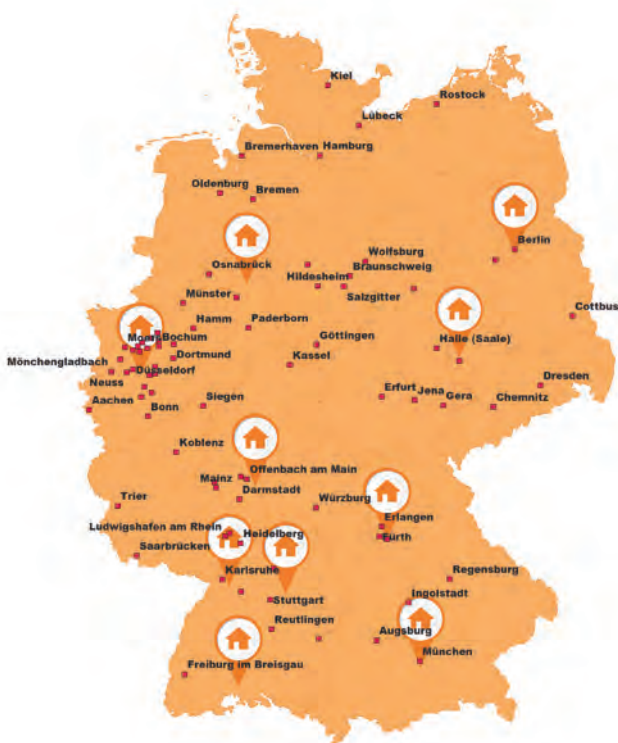 Kiel
Rostock
Lübeck
Bremerhaven
Hamburg
Oldenburg
Bremen
Berlin
Osnabrück
Wolfsburg
Braunschweig
Hildesheim
Salzgitter
Münster
Cottbus
Hamm
Paderborn
Göttingen
Halle (Saale)
Bochum
Dortmund
Mönchengladbach
Kassel
Düsseldorf
Neuss
Dresden
Aachen
Bonn
Siegen
Erfurt
Jena
Gera
Chemnitz
Koblenz
Offenbach am Main
Mainz
Darmstadt
Würzburg
Trier
Erlangen
Ludwigshafen am Rhein
Heidelberg
Fürth
Saarbrücken
Karlsruhe
Regensburg
Stuttgart
Ingolstadt
Reutlingen
Augsburg
München
Freiburg im Breisgau